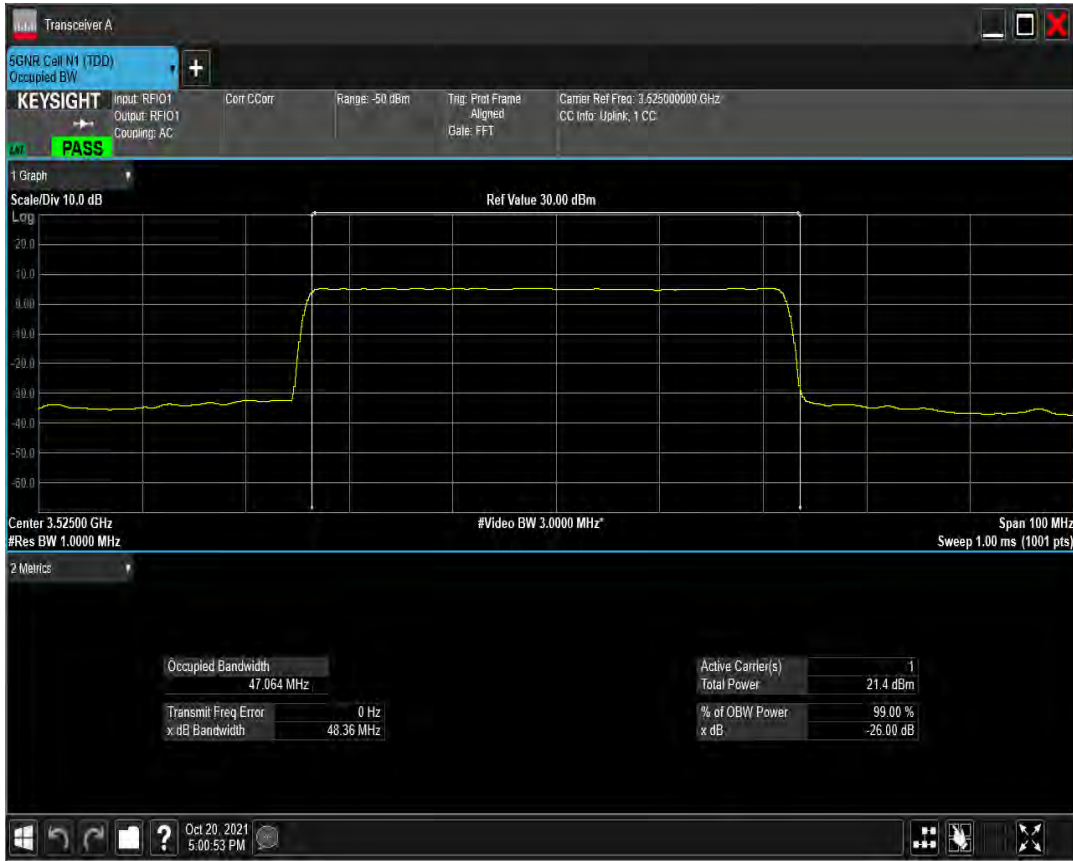 Transceiver A
5GNR Cell N1 (TDD)
Occupied BW
+
KEYSIGHT
Input: RFIO1
Output: RFIO1
Coupling: AC
Corr CCorr
Range: -50 dBm
Trig: Prot Frame
Aligned
Gate: FFT
Carrier Ref Freq: 3.525000000 GHz
CC Info: Uplink, 1 CC
PASS
1 Graph
Scale/Div 10.0 dB
Ref Value 30.00 dBm
Log
20.0
10.0
0.00
-10.0
-20.0
-30.0
-40.0
-50.0
-60.0
Center 3.52500 GHz
#Video BW 3.0000 MHz*
Span 100 MHz
#Res BW 1.0000 MHz
Sweep 1.00 ms (1001 pts)
2 Metrics
Occupied Bandwidth
47.064 MHz
Transmit Freq Error 0 Hz
x dB Bandwidth 48.36 MHz
Active Carrier(s) 1
Total Power 21.4 dBm
% of OBW Power 99.00 %
x dB -26.00 dB
?
Oct 20, 2021
5:00:53 PM